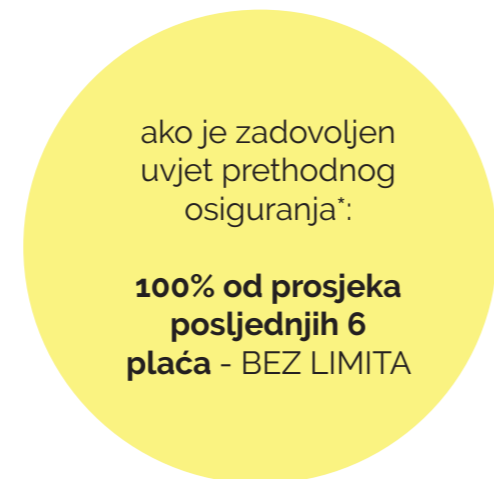 ako je zadovoljen
uvjet prethodnog
osiguranja*:
100% od prosjeka
posljednjih 6
plaća - BEZ LIMITA